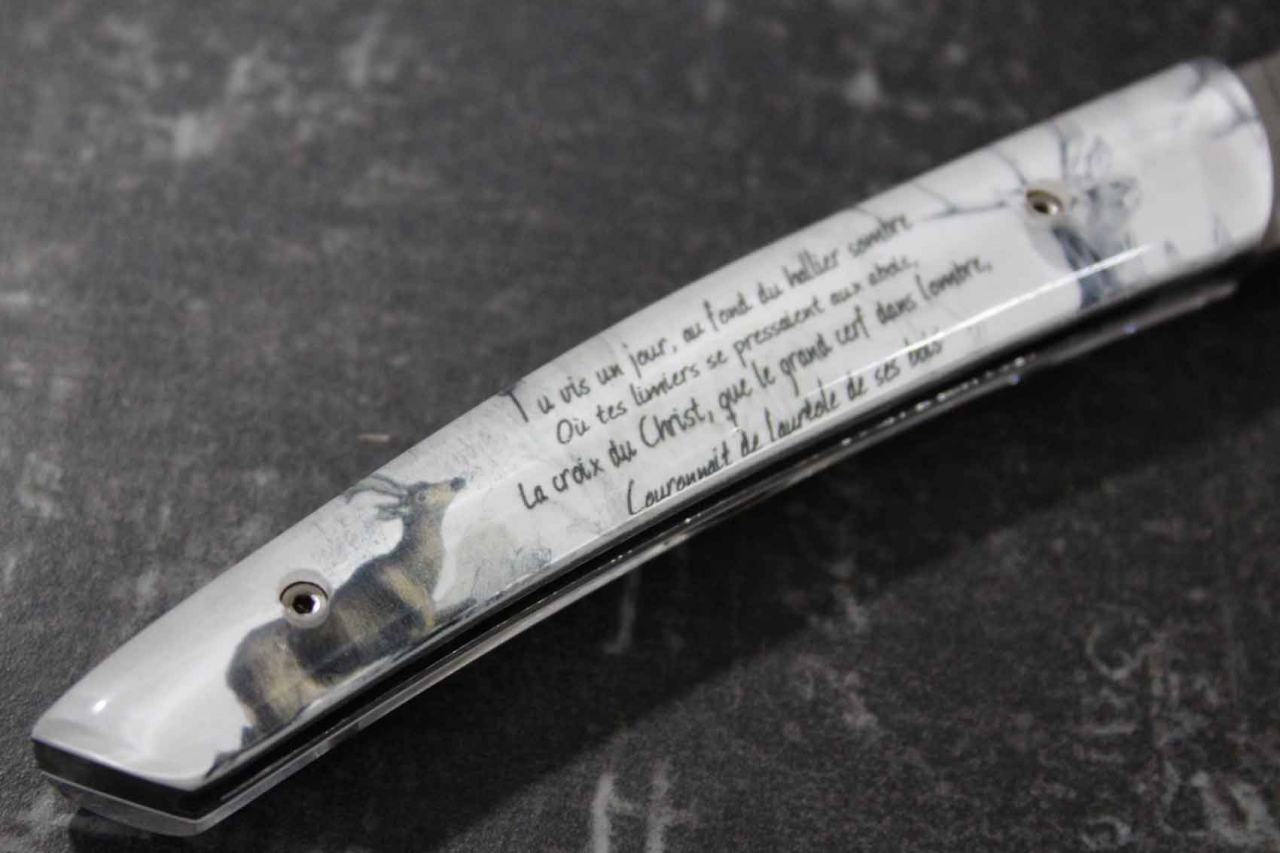 Tu vis un jour, au fond du hallier sombre
Où tes limiers se pressaient aux abois,
La croix du Christ, que le grand cerf dans l'ombre,
Couronnait de l'auréole de ses bois